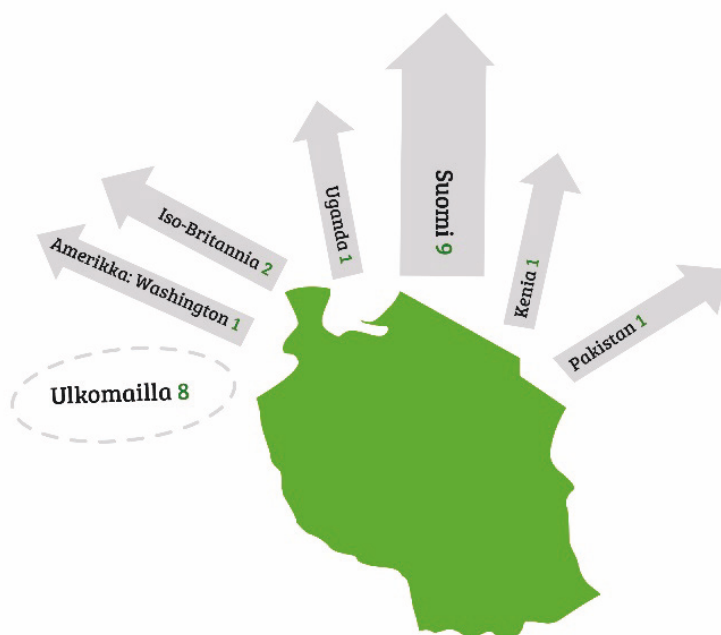 Suomi 9
Uganda 1
Kenia 1
Iso-Britannia 2
Amerikka: Washington 1
Pakistan 1
Ulkomailla 8